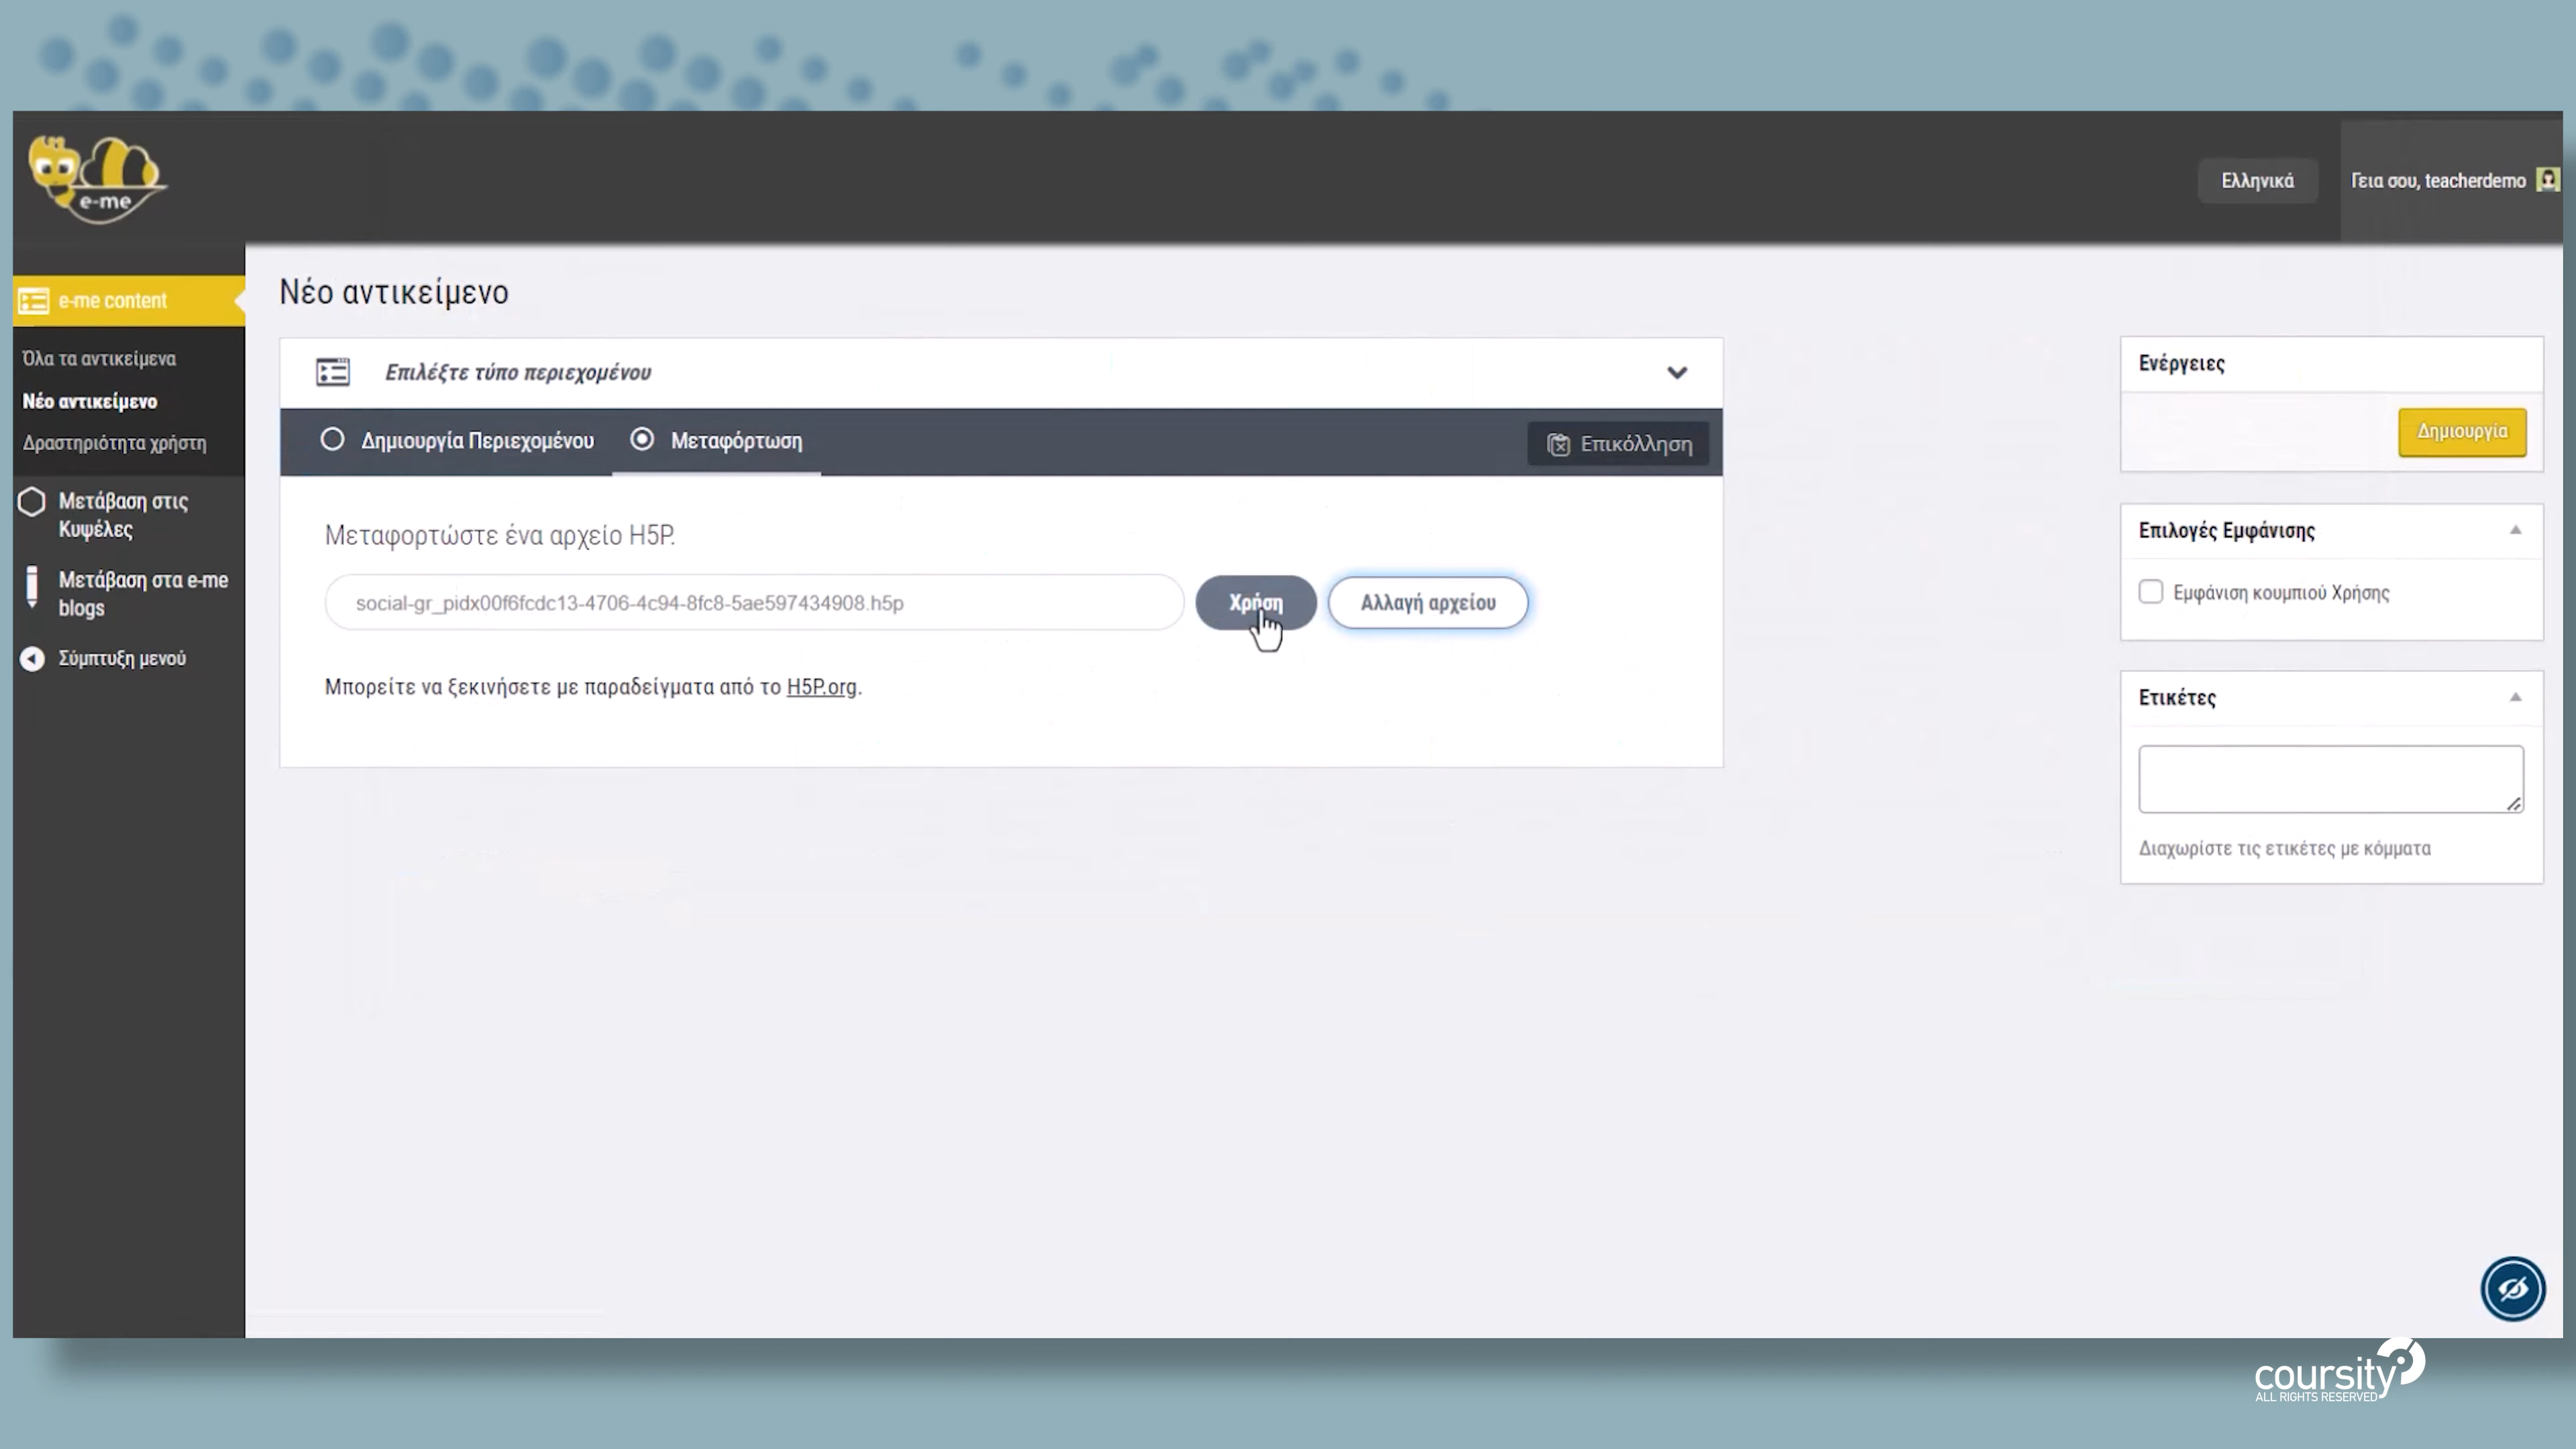 e-me
Ελληνικά
Γεια σου, teacherdemo
e-me content
Όλα τα αντικείμενα
Νέο αντικείμενο
Δραστηριότητα χρήστη
Μετάβαση στις
Κυψέλες
Μετάβαση στα e-me
blogs
Σύμπτυξη μενού
Νέο αντικείμενο
Επιλέξτε τύπο περιεχομένου
Δημιουργία Περιεχομένου
Μεταφόρτωση
Επικόλληση
Μεταφορτώστε ένα αρχείο H5P.
social-gr_pidx00f6fcdc13-4706-4c94-8fc8-5ae597434908.h5p
Χρήση
Αλλαγή αρχείου
Μπορείτε να ξεκινήσετε με παραδείγματα από το H5P.org.
Ενέργειες
Δημιουργία
Επιλογές Εμφάνισης
Εμφάνιση κουμπιού Χρήσης
Ετικέτες
Διαχωρίστε τις ετικέτες με κόμματα
coursity
ALL RIGHTS RESERVED